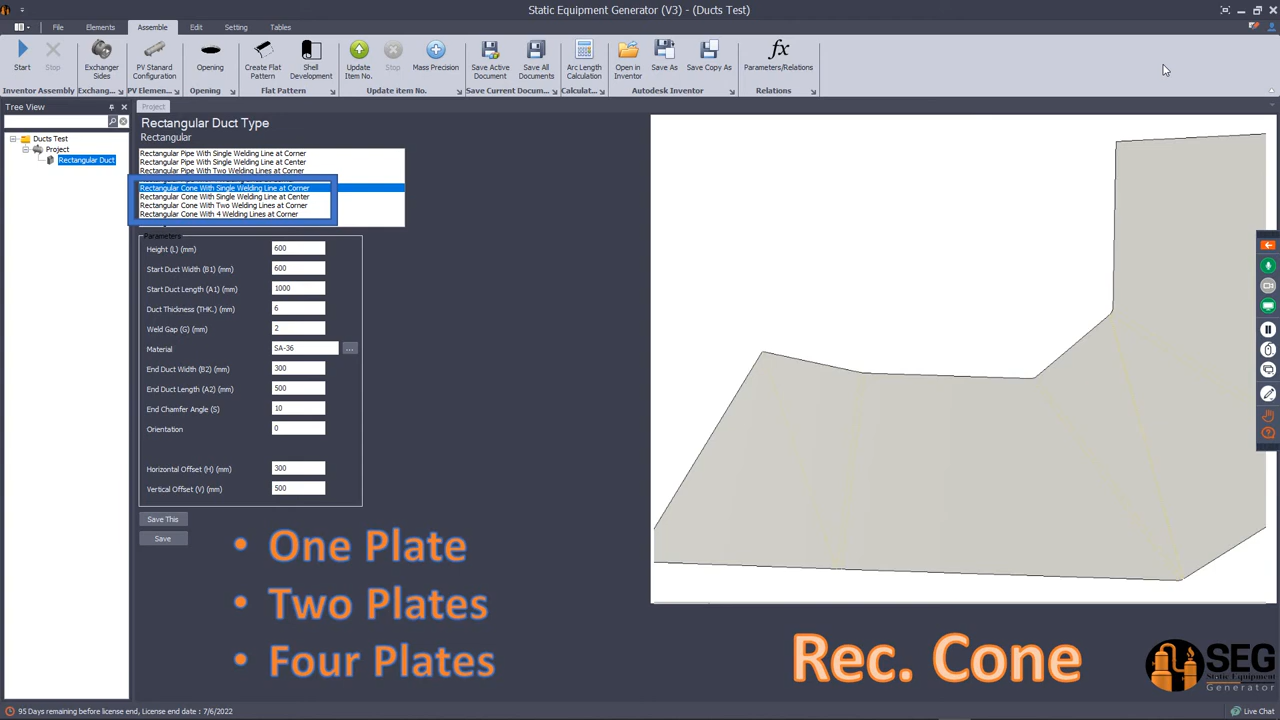 Static Equipment Generator (V3) - (Ducts Test)
File Elements Assemble Edit Setting Tables
Start Stop Exchanger Sides PV Stanard Configuration Opening Create Flat Pattern Shell Development Update Item No. Stop Mass Precision Save Active Document Save All Documents Arc Length Calculation Open in Inventor Save As Save Copy As Parameters/Relations
Inventor Assembly Exchang... PV Elemen... Opening Flat Pattern Update item No. Save Current Docum... Calculat... Autodesk Inventor Relations
Tree View
Project
Ducts Test
Project
Rectangular Duct
Rectangular Duct Type
Rectangular
Rectangular Pipe With Single Welding Line at Corner
Rectangular Pipe With Single Welding Line at Center
Rectangular Pipe With Two Welding Lines at Corner
Rectangular Cone With Single Welding Line at Corner
Rectangular Cone With Single Welding Line at Center
Rectangular Cone With Two Welding Lines at Corner
Rectangular Cone With 4 Welding Lines at Corner
Parameters
Height (L) (mm) 600
Start Duct Width (B1) (mm) 600
Start Duct Length (A1) (mm) 1000
Duct Thickness (THK.) (mm) 6
Weld Gap (G) (mm) 2
Material SA-36 ...
End Duct Width (B2) (mm) 300
End Duct Length (A2) (mm) 500
End Chamfer Angle (S) 10
Orientation 0
Horizontal Offset (H) (mm) 300
Vertical Offset (V) (mm) 500
Save This
Save
• One Plate
• Two Plates
• Four Plates
Rec. Cone
SEG
Static Equipment
Generator
95 Days remaining before license end, License end date : 7/6/2022
Live Chat